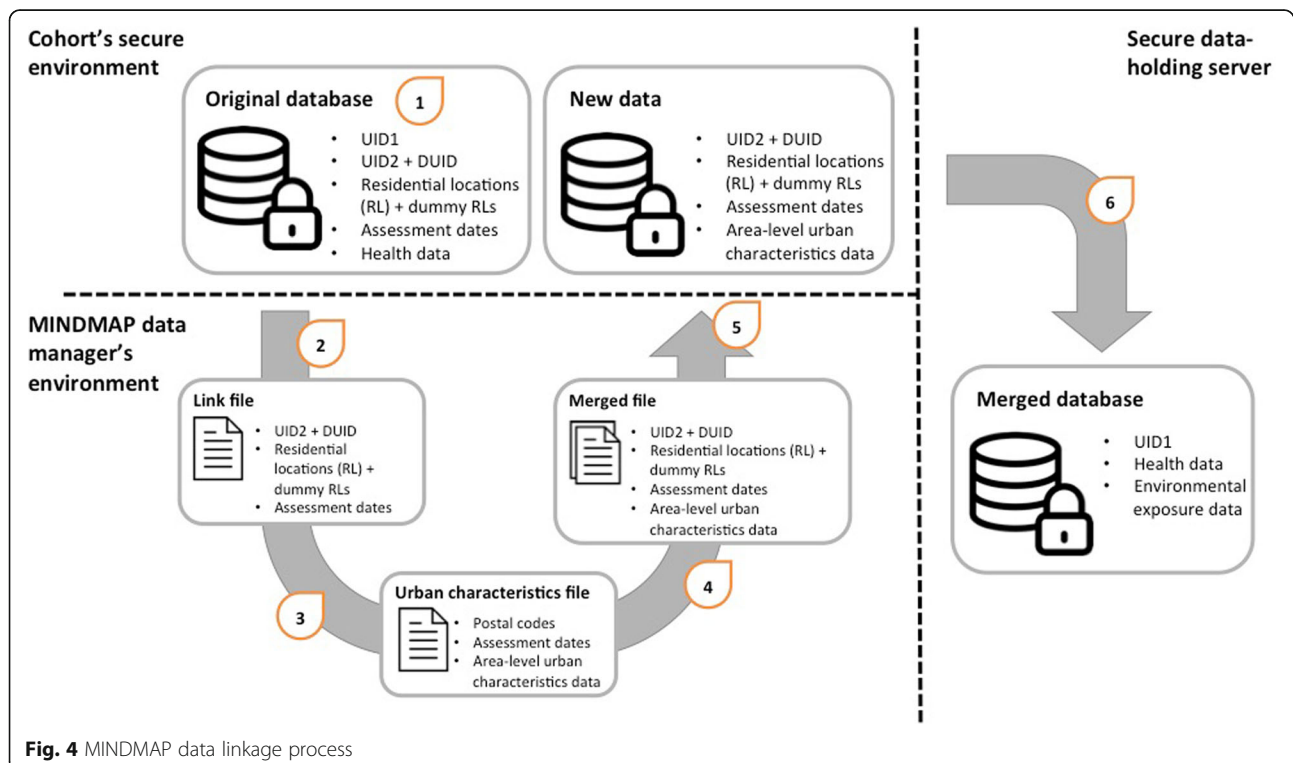 Cohort's secure
environment
Original database
1
• UID1
• UID2 + DUID
• Residential locations
(RL) + dummy RLs
• Assessment dates
• Health data
New data
• UID2 + DUID
• Residential locations
(RL) + dummy RLs
• Assessment dates
• Area-level urban
characteristics data
Secure data-
holding server
6
MINDMAP data
manager's
environment
2
Link file
• UID2 + DUID
• Residential
locations (RL) +
dummy RLs
• Assessment dates
3
Urban characteristics file
• Postal codes
• Assessment dates
• Area-level urban
characteristics data
4
5
Merged file
• UID2 + DUID
• Residential locations (RL) +
dummy RLs
• Assessment dates
• Area-level urban
characteristics data
Merged database
• UID1
• Health data
• Environmental
exposure data
Fig. 4 MINDMAP data linkage process